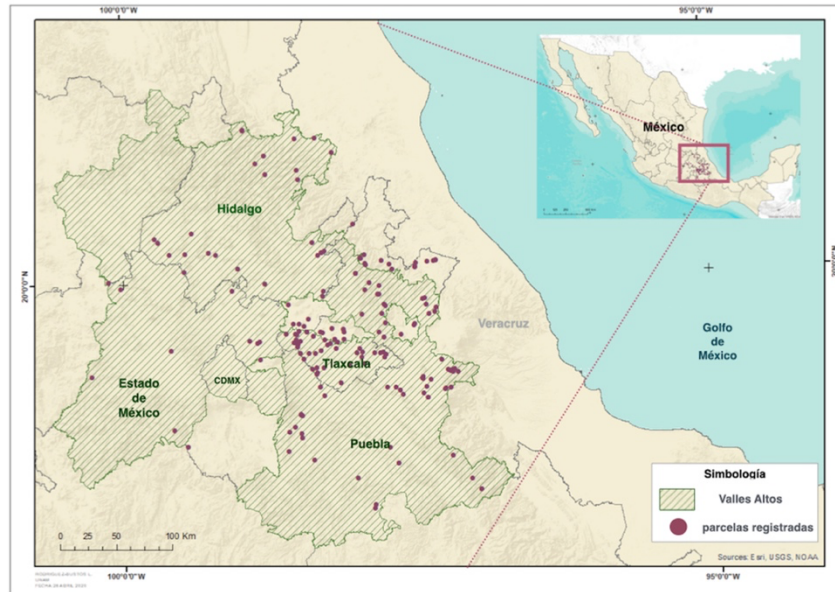 100°0'0"W
95°0'0"W
México
Hidalgo
20°0'0"N
Veracruz
Golfo
de
México
Tlaxcala
CDMX
Estado
de
México
Puebla
Simbología
Valles Altos
parcelas registradas
0 25 50 100 Km
Sources: Esri, USGS, NOAA
100°0'0"W
95°0'0"W